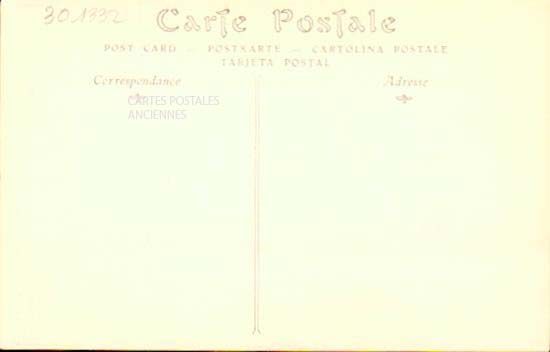 301332
Carte Postale
POST CARD — POSTKARTE — CARTOLINA POSTALE
TARJETA POSTAL
Correspondance
Adresse
CARTES POSTALES
ANCIENNES